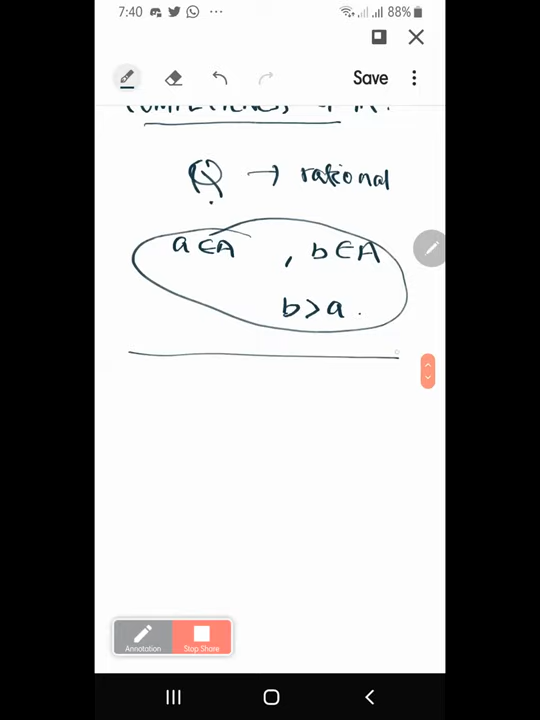 7:40 ... 88%
Save
Q → rational
a ∈ A , b ∈ A
b > a .
Annotation Stop Share